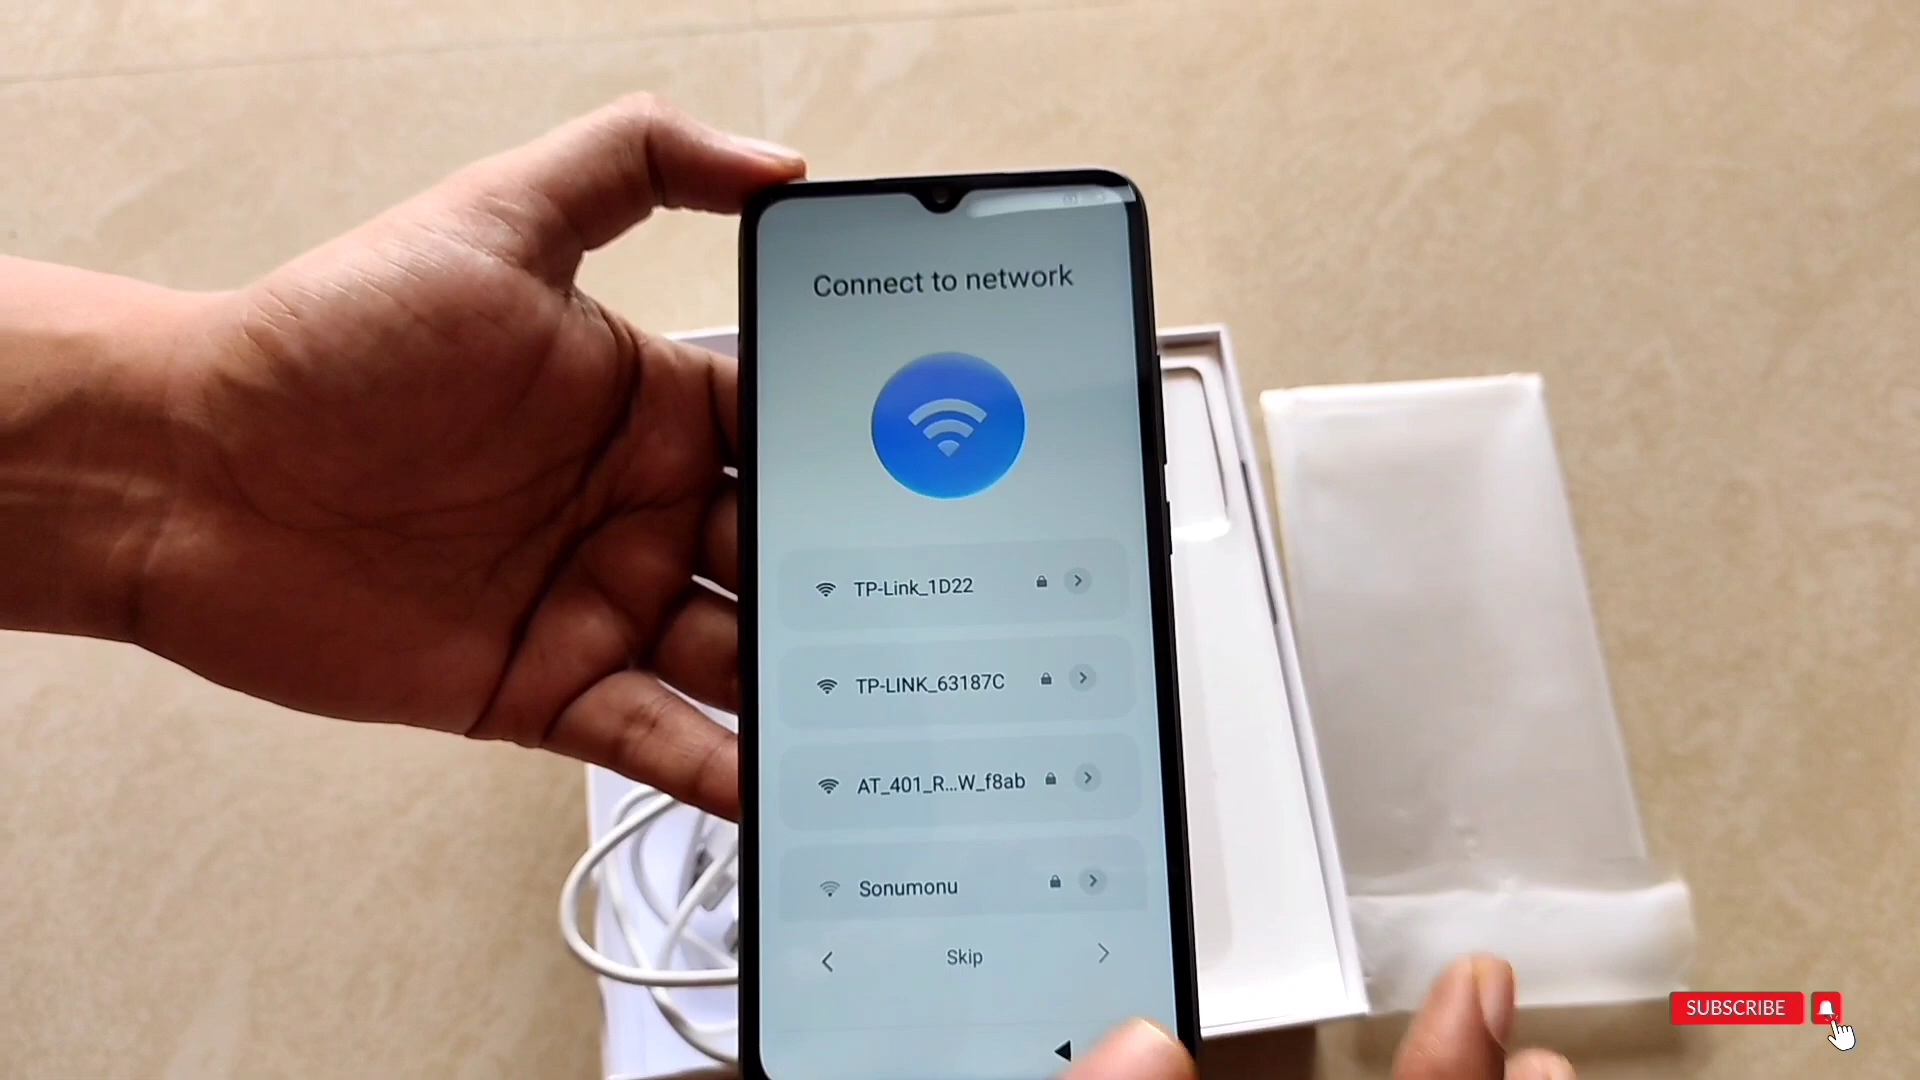 Connect to network
TP-Link_1D22
TP-LINK_63187C
AT_401_R...W_f8ab
Sonumonu
Skip
SUBSCRIBE